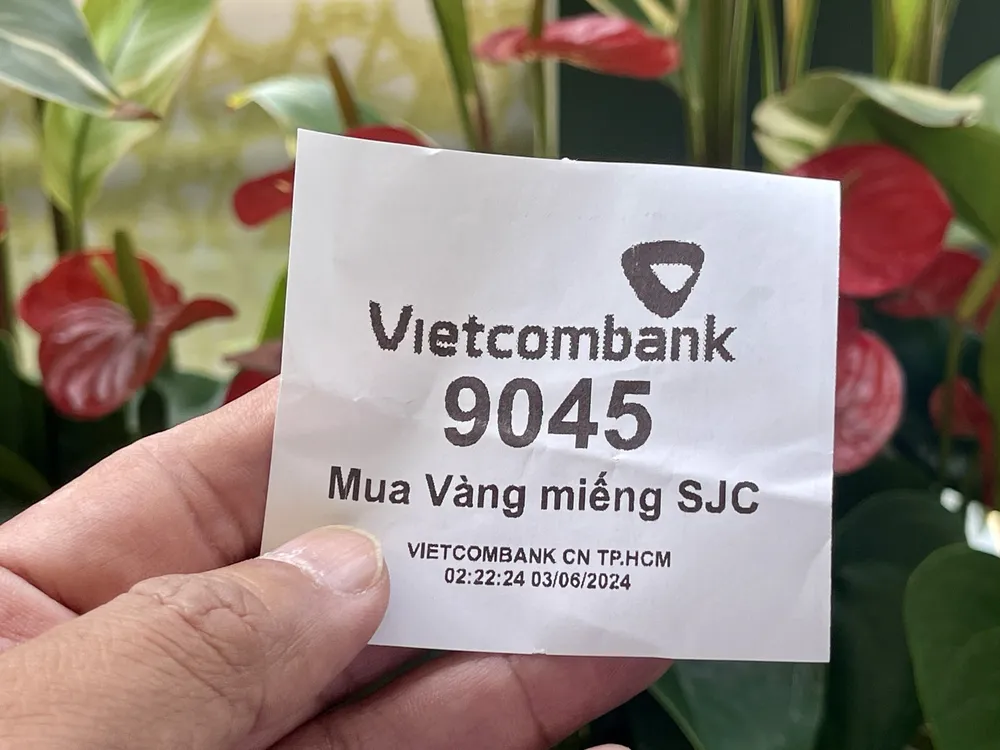 Vietcombank
9045
Mua Vàng miếng SJC
VIETCOMBANK CN TP.HCM
02:22:24 03/06/2024